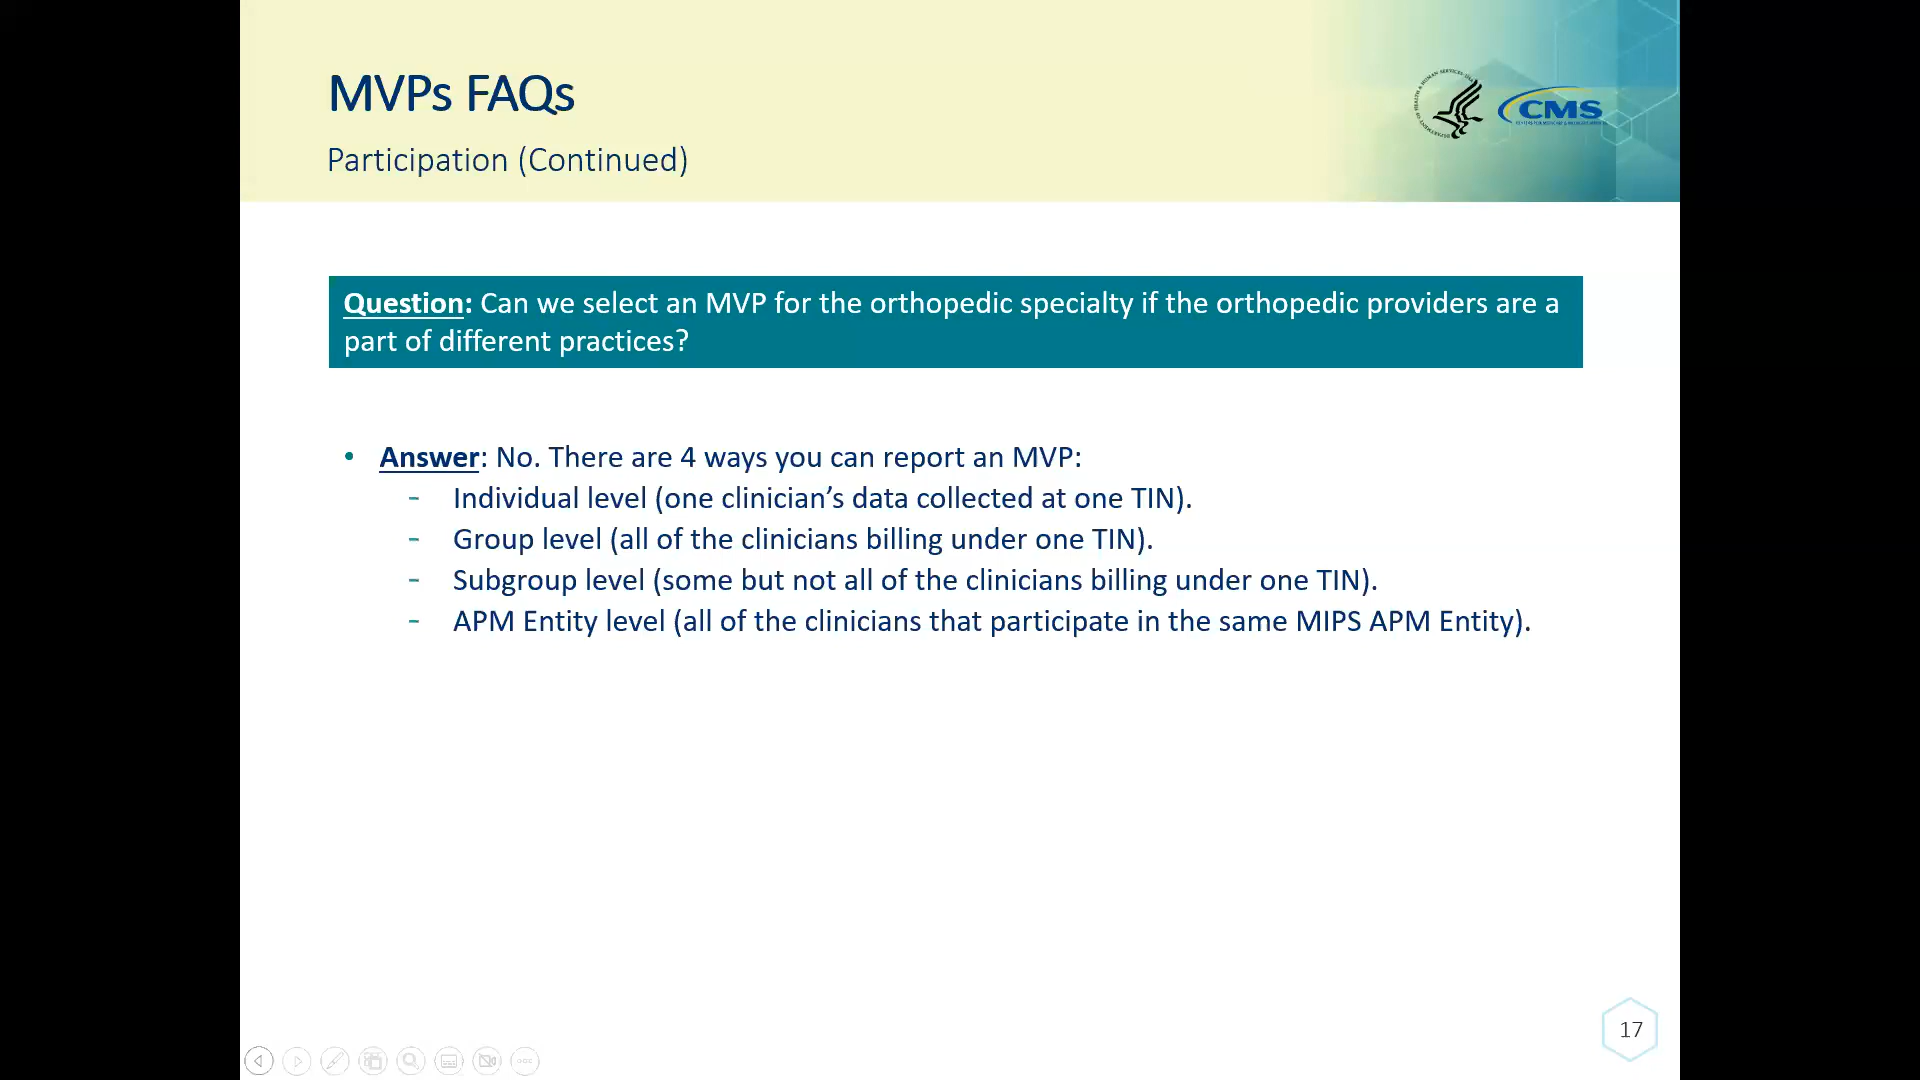 MVPs FAQs
Participation (Continued)
CMS
Question: Can we select an MVP for the orthopedic specialty if the orthopedic providers are a
part of different practices?
• Answer: No. There are 4 ways you can report an MVP:
- Individual level (one clinician’s data collected at one TIN).
- Group level (all of the clinicians billing under one TIN).
- Subgroup level (some but not all of the clinicians billing under one TIN).
- APM Entity level (all of the clinicians that participate in the same MIPS APM Entity).
17